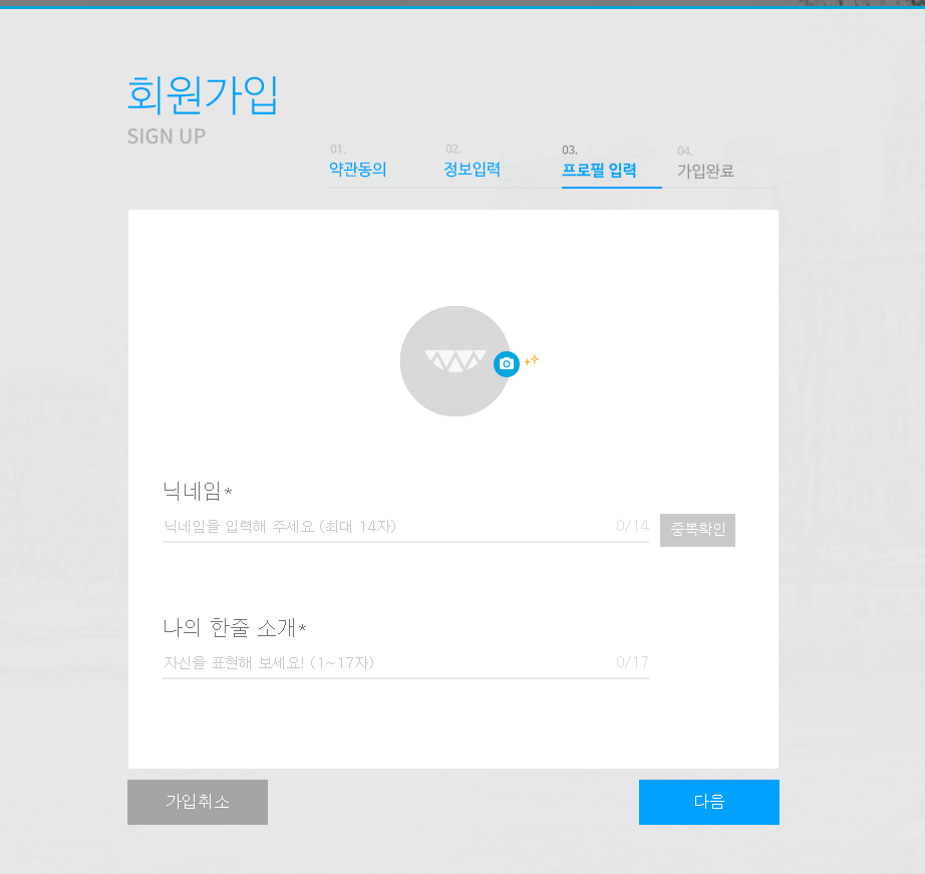 회원가입
SIGN UP
01. 02. 03. 04.
약관동의 정보입력 프로필 입력 가입완료
닉네임*
닉네임을 입력해 주세요 (최대 14자) 0/14 중복확인
나의 한줄 소개*
자신을 표현해 보세요! (1~17자) 0/17
가입취소 다음